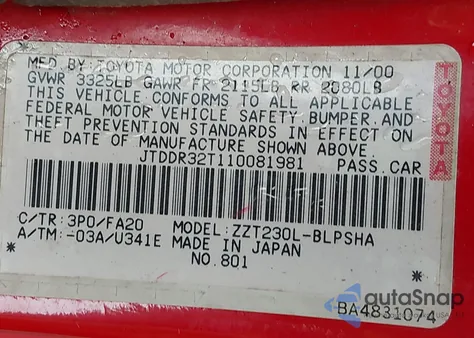 MFD BY:TOYOTA MOTOR CORPORATION 11/00
GVWR 3325LB GAWR FR 2115LB RR 2080LB
THIS VEHICLE CONFORMS TO ALL APPLICABLE
FEDERAL MOTOR VEHICLE SAFETY, BUMPER, AND
THEFT PREVENTION STANDARDS IN EFFECT ON
THE DATE OF MANUFACTURE SHOWN ABOVE.
JTDDR32T110081981 PASS.CAR
TOYOTA
C/TR:3P0/FA20 MODEL:ZZT230L-BLPSHA
A/TM:-03A/U341E MADE IN JAPAN
* NO.801 *
BA4831074
autaSnap